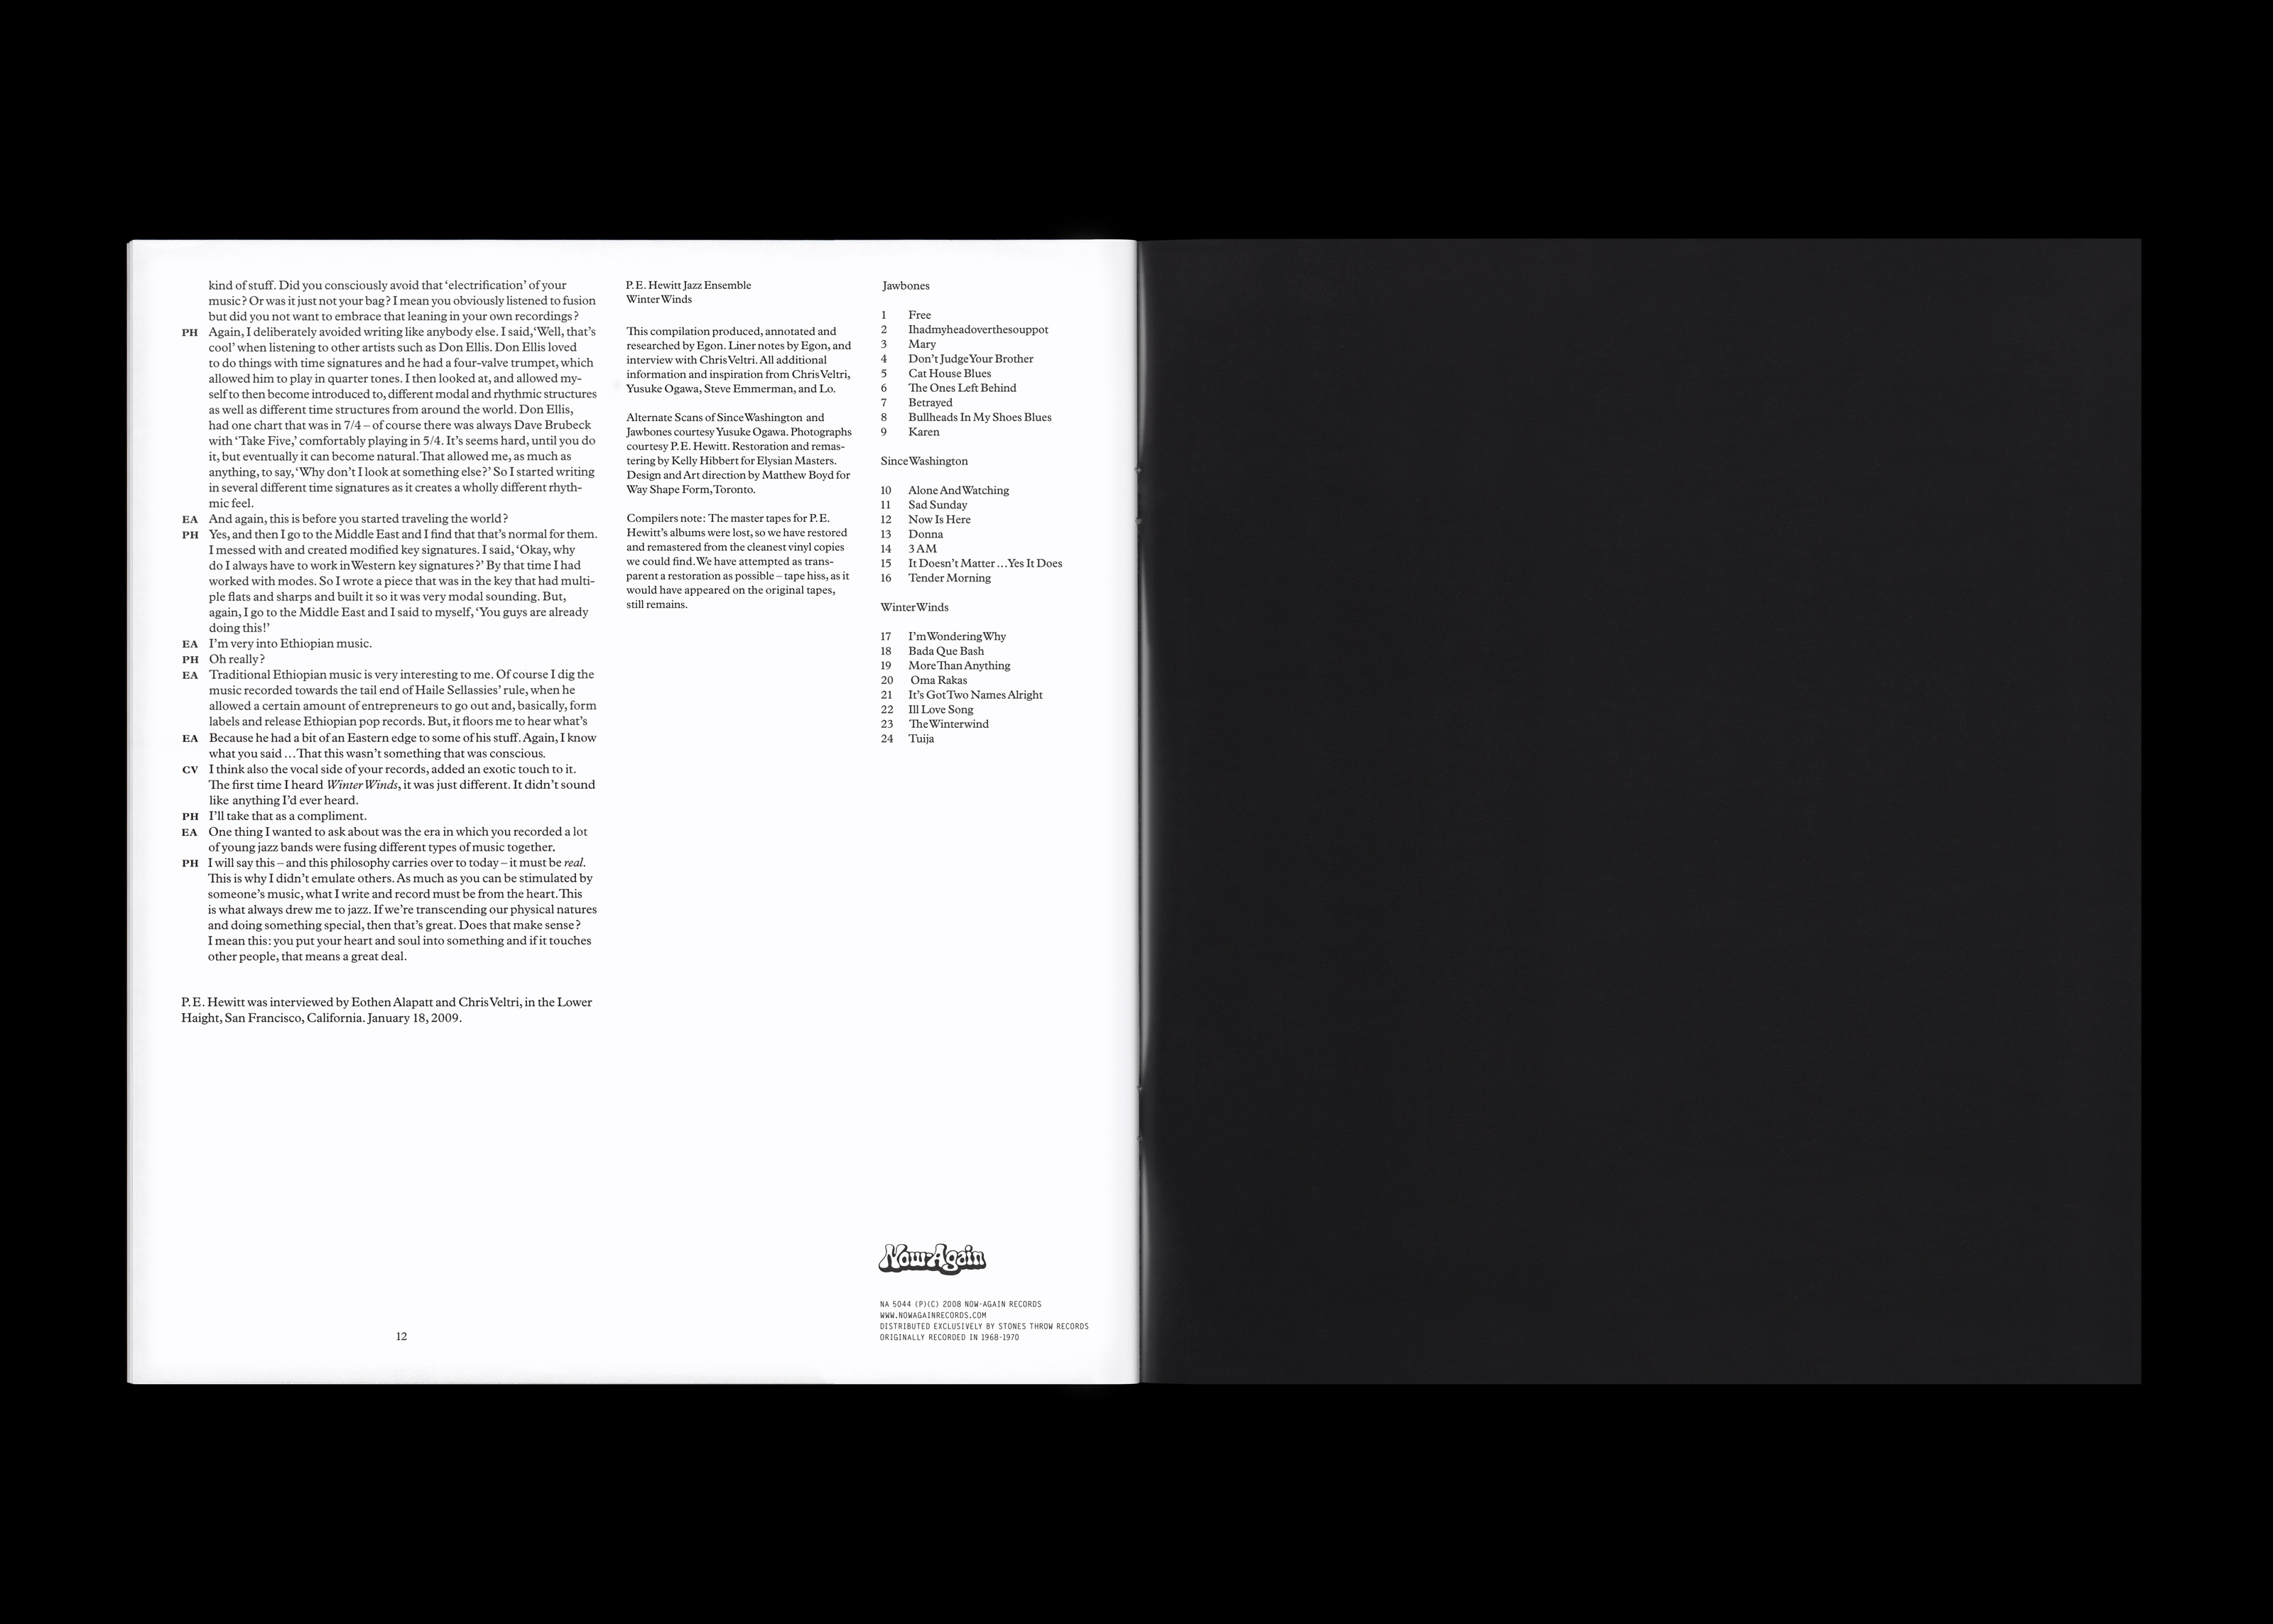 kind of stuff. Did you consciously avoid that ‘electrification’ of your
music? Or was it just not your bag? I mean you obviously listened to fusion
but did you not want to embrace that leaning in your own recordings?
PH Again, I deliberately avoided writing like anybody else. I said, ‘Well, that’s
cool’ when listening to other artists such as Don Ellis. Don Ellis loved
to do things with time signatures and he had a four-valve trumpet, which
allowed him to play in quarter tones. I then looked at, and allowed my-
self to then become introduced to, different modal and rhythmic structures
as well as different time structures from around the world. Don Ellis,
had one chart that was in 7/4 – of course there was always Dave Brubeck
with ‘Take Five,’ comfortably playing in 5/4. It’s seems hard, until you do
it, but eventually it can become natural. That allowed me, as much as
anything, to say, ‘Why don’t I look at something else?’ So I started writing
in several different time signatures as it creates a wholly different rhyth-
mic feel.
EA And again, this is before you started traveling the world?
PH Yes, and then I go to the Middle East and I find that that’s normal for them.
I messed with and created modified key signatures. I said, ‘Okay, why
do I always have to work in Western key signatures?’ By that time I had
worked with modes. So I wrote a piece that was in the key that had multi-
ple flats and sharps and built it so it was very modal sounding. But,
again, I go to the Middle East and I said to myself, ‘You guys are already
doing this!’
EA I’m very into Ethiopian music.
PH Oh really?
EA Traditional Ethiopian music is very interesting to me. Of course I dig the
music recorded towards the tail end of Haile Sellassies’ rule, when he
allowed a certain amount of entrepreneurs to go out and, basically, form
labels and release Ethiopian pop records. But, it floors me to hear what’s
EA Because he had a bit of an Eastern edge to some of his stuff. Again, I know
what you said … That this wasn’t something that was conscious.
CV I think also the vocal side of your records, added an exotic touch to it.
The first time I heard Winter Winds, it was just different. It didn’t sound
like anything I’d ever heard.
PH I’ll take that as a compliment.
EA One thing I wanted to ask about was the era in which you recorded a lot
of young jazz bands were fusing different types of music together.
PH I will say this – and this philosophy carries over to today – it must be real.
This is why I didn’t emulate others. As much as you can be stimulated by
someone’s music, what I write and record must be from the heart. This
is what always drew me to jazz. If we’re transcending our physical natures
and doing something special, then that’s great. Does that make sense?
I mean this: you put your heart and soul into something and if it touches
other people, that means a great deal.
P.E. Hewitt was interviewed by Eothen Alapatt and Chris Veltri, in the Lower
Haight, San Francisco, California. January 18, 2009.
12
P.E. Hewitt Jazz Ensemble
Winter Winds
This compilation produced, annotated and
researched by Egon. Liner notes by Egon, and
interview with Chris Veltri. All additional
information and inspiration from Chris Veltri,
Yusuke Ogawa, Steve Emmerman, and Lo.
Alternate Scans of Since Washington and
Jawbones courtesy Yusuke Ogawa. Photographs
courtesy P.E. Hewitt. Restoration and remas-
tering by Kelly Hibbert for Elysian Masters.
Design and Art direction by Matthew Boyd for
Way Shape Form, Toronto.
Compilers note: The master tapes for P.E.
Hewitt’s albums were lost, so we have restored
and remastered from the cleanest vinyl copies
we could find. We have attempted as trans-
parent a restoration as possible – tape hiss, as it
would have appeared on the original tapes,
still remains.
Jawbones
1 Free
2 Ihadmyheadoverthesouppot
3 Mary
4 Don’t Judge Your Brother
5 Cat House Blues
6 The Ones Left Behind
7 Betrayed
8 Bullheads In My Shoes Blues
9 Karen
Since Washington
10 Alone And Watching
11 Sad Sunday
12 Now Is Here
13 Donna
14 3 AM
15 It Doesn’t Matter … Yes It Does
16 Tender Morning
Winter Winds
17 I’m Wondering Why
18 Bada Que Bash
19 More Than Anything
20 Oma Rakas
21 It’s Got Two Names Alright
22 Ill Love Song
23 The Winterwind
24 Tuija
Now-Again
NA 5044 (P)(C) 2008 NOW-AGAIN RECORDS
WWW.NOWAGAINRECORDS.COM
DISTRIBUTED EXCLUSIVELY BY STONES THROW RECORDS
ORIGINALLY RECORDED IN 1968-1970